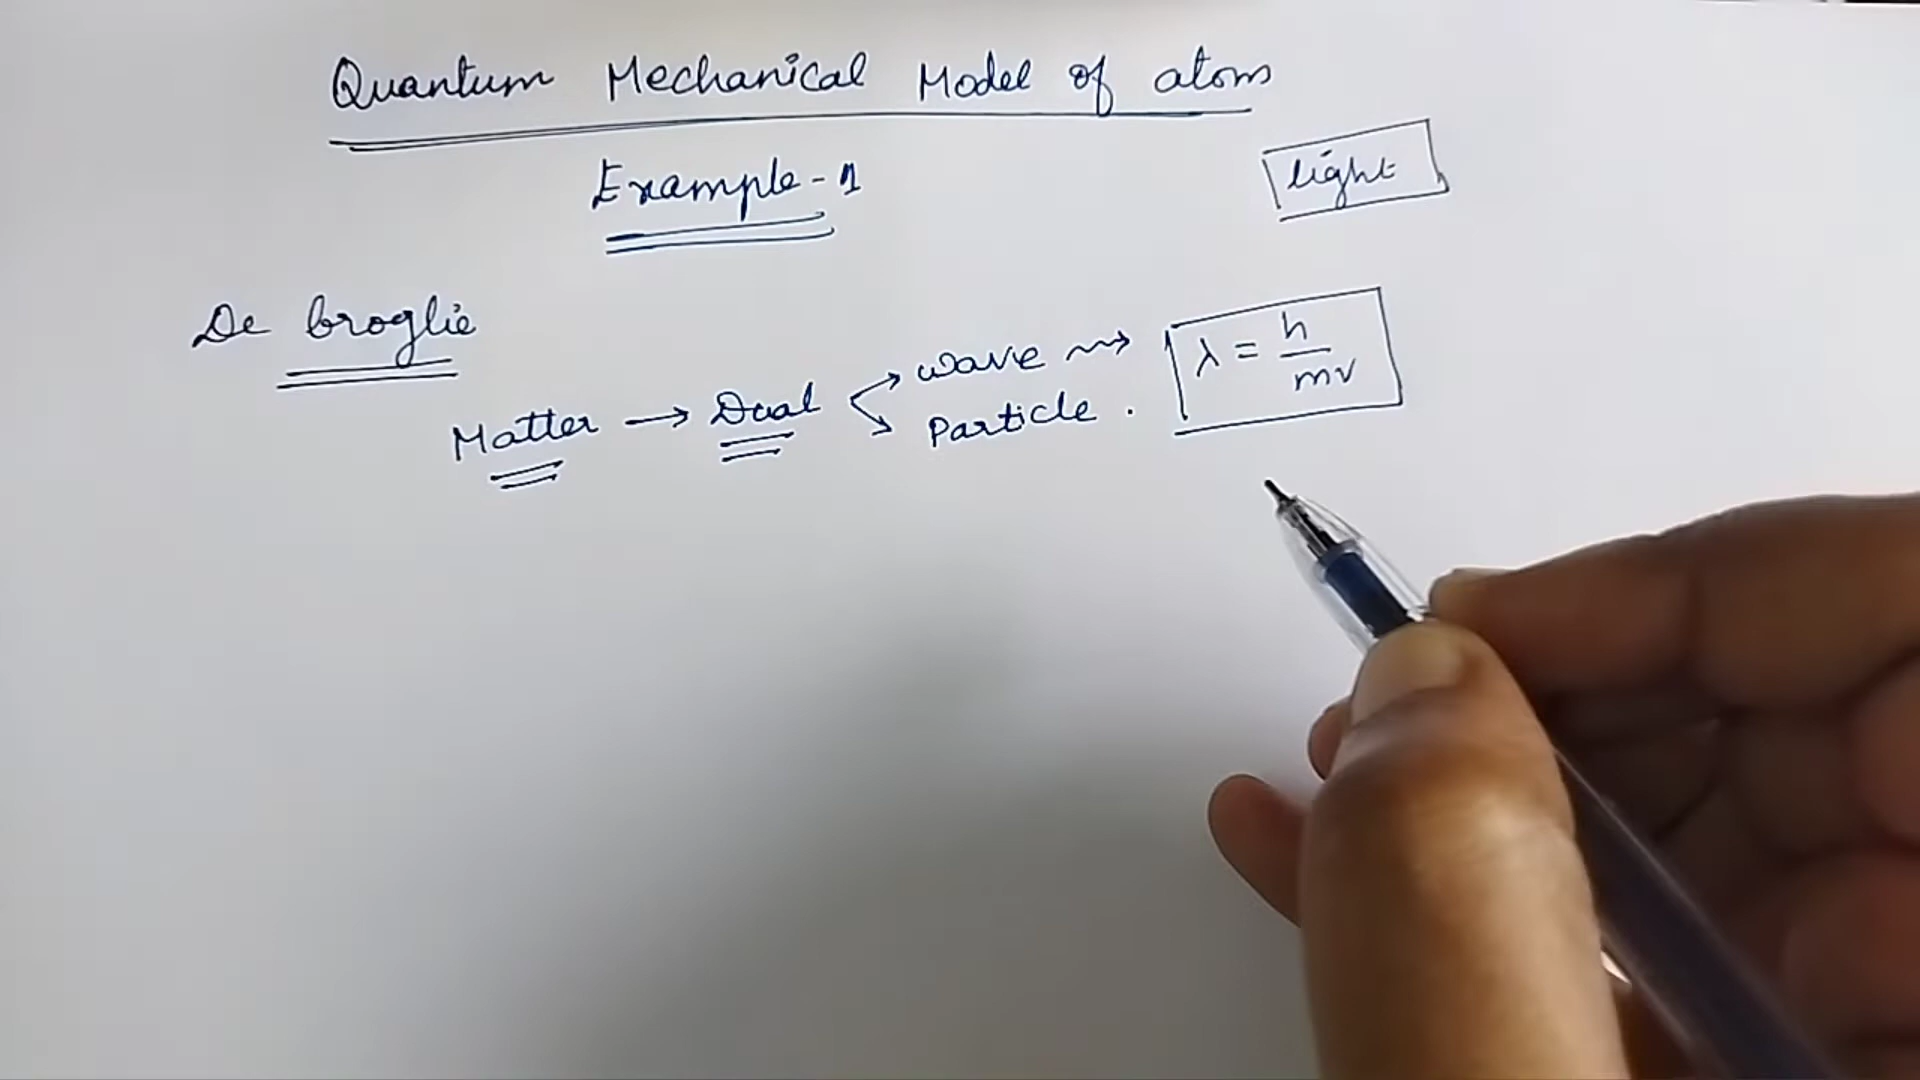 Quantum Mechanical Model of atoms
Example-1
light
De broglie
Matter → Dual
wave
Particle .
λ = h/mv